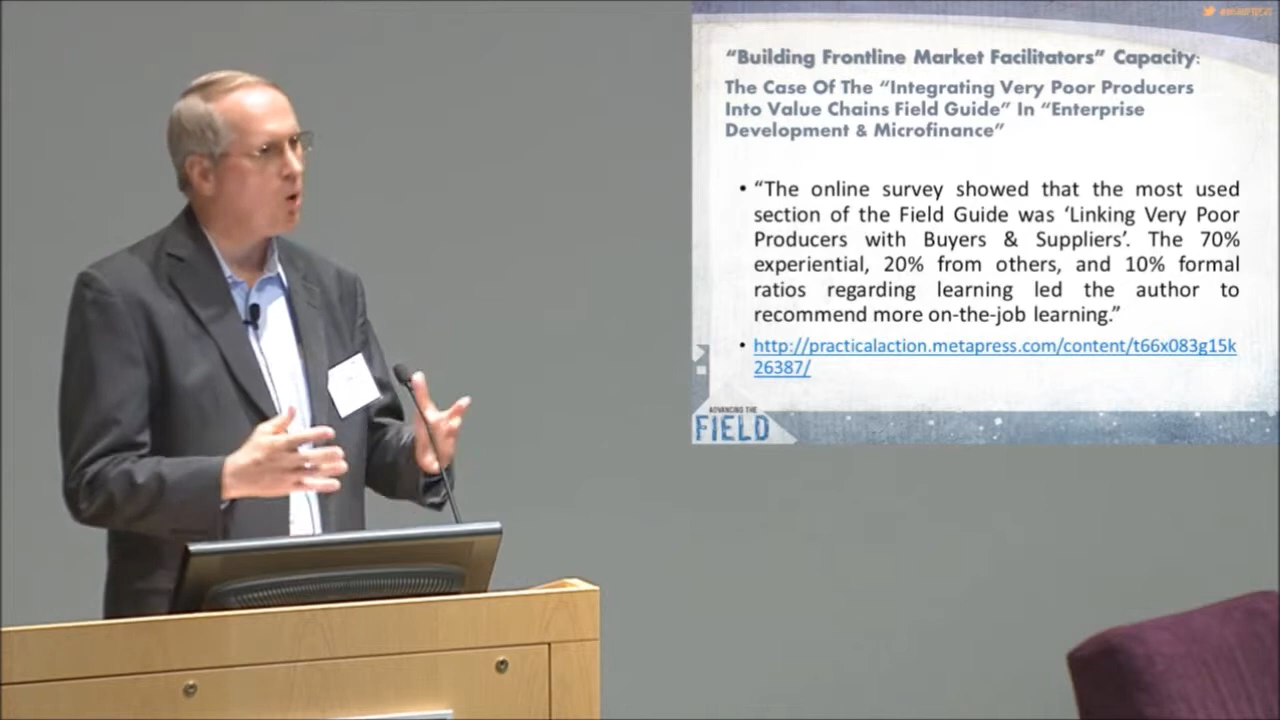 “Building Frontline Market Facilitators” Capacity:
The Case Of The “Integrating Very Poor Producers
Into Value Chains Field Guide” In “Enterprise
Development & Microfinance”
• “The online survey showed that the most used
section of the Field Guide was ‘Linking Very Poor
Producers with Buyers & Suppliers’. The 70%
experiential, 20% from others, and 10% formal
ratios regarding learning led the author to
recommend more on-the-job learning.”
• http://practicalaction.metapress.com/content/t66x083g15k
26387/
ADVANCING THE
FIELD